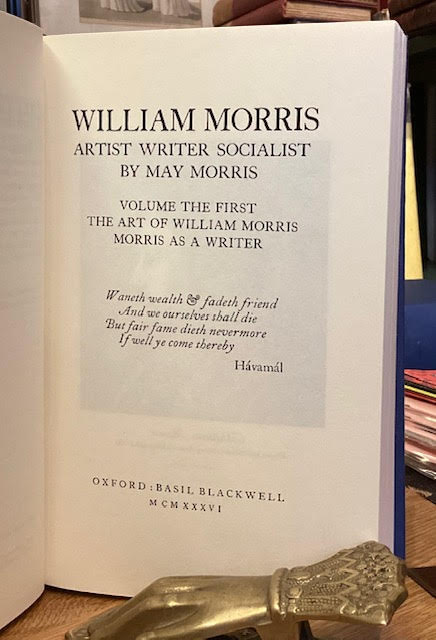 WILLIAM MORRIS
ARTIST WRITER SOCIALIST
BY MAY MORRIS
VOLUME THE FIRST
THE ART OF WILLIAM MORRIS
MORRIS AS A WRITER
Waneth wealth & fadeth friend
And we ourselves shall die
But fair fame dieth nevermore
If well ye come thereby
Hávamál
OXFORD: BASIL BLACKWELL
MCMXXXVI